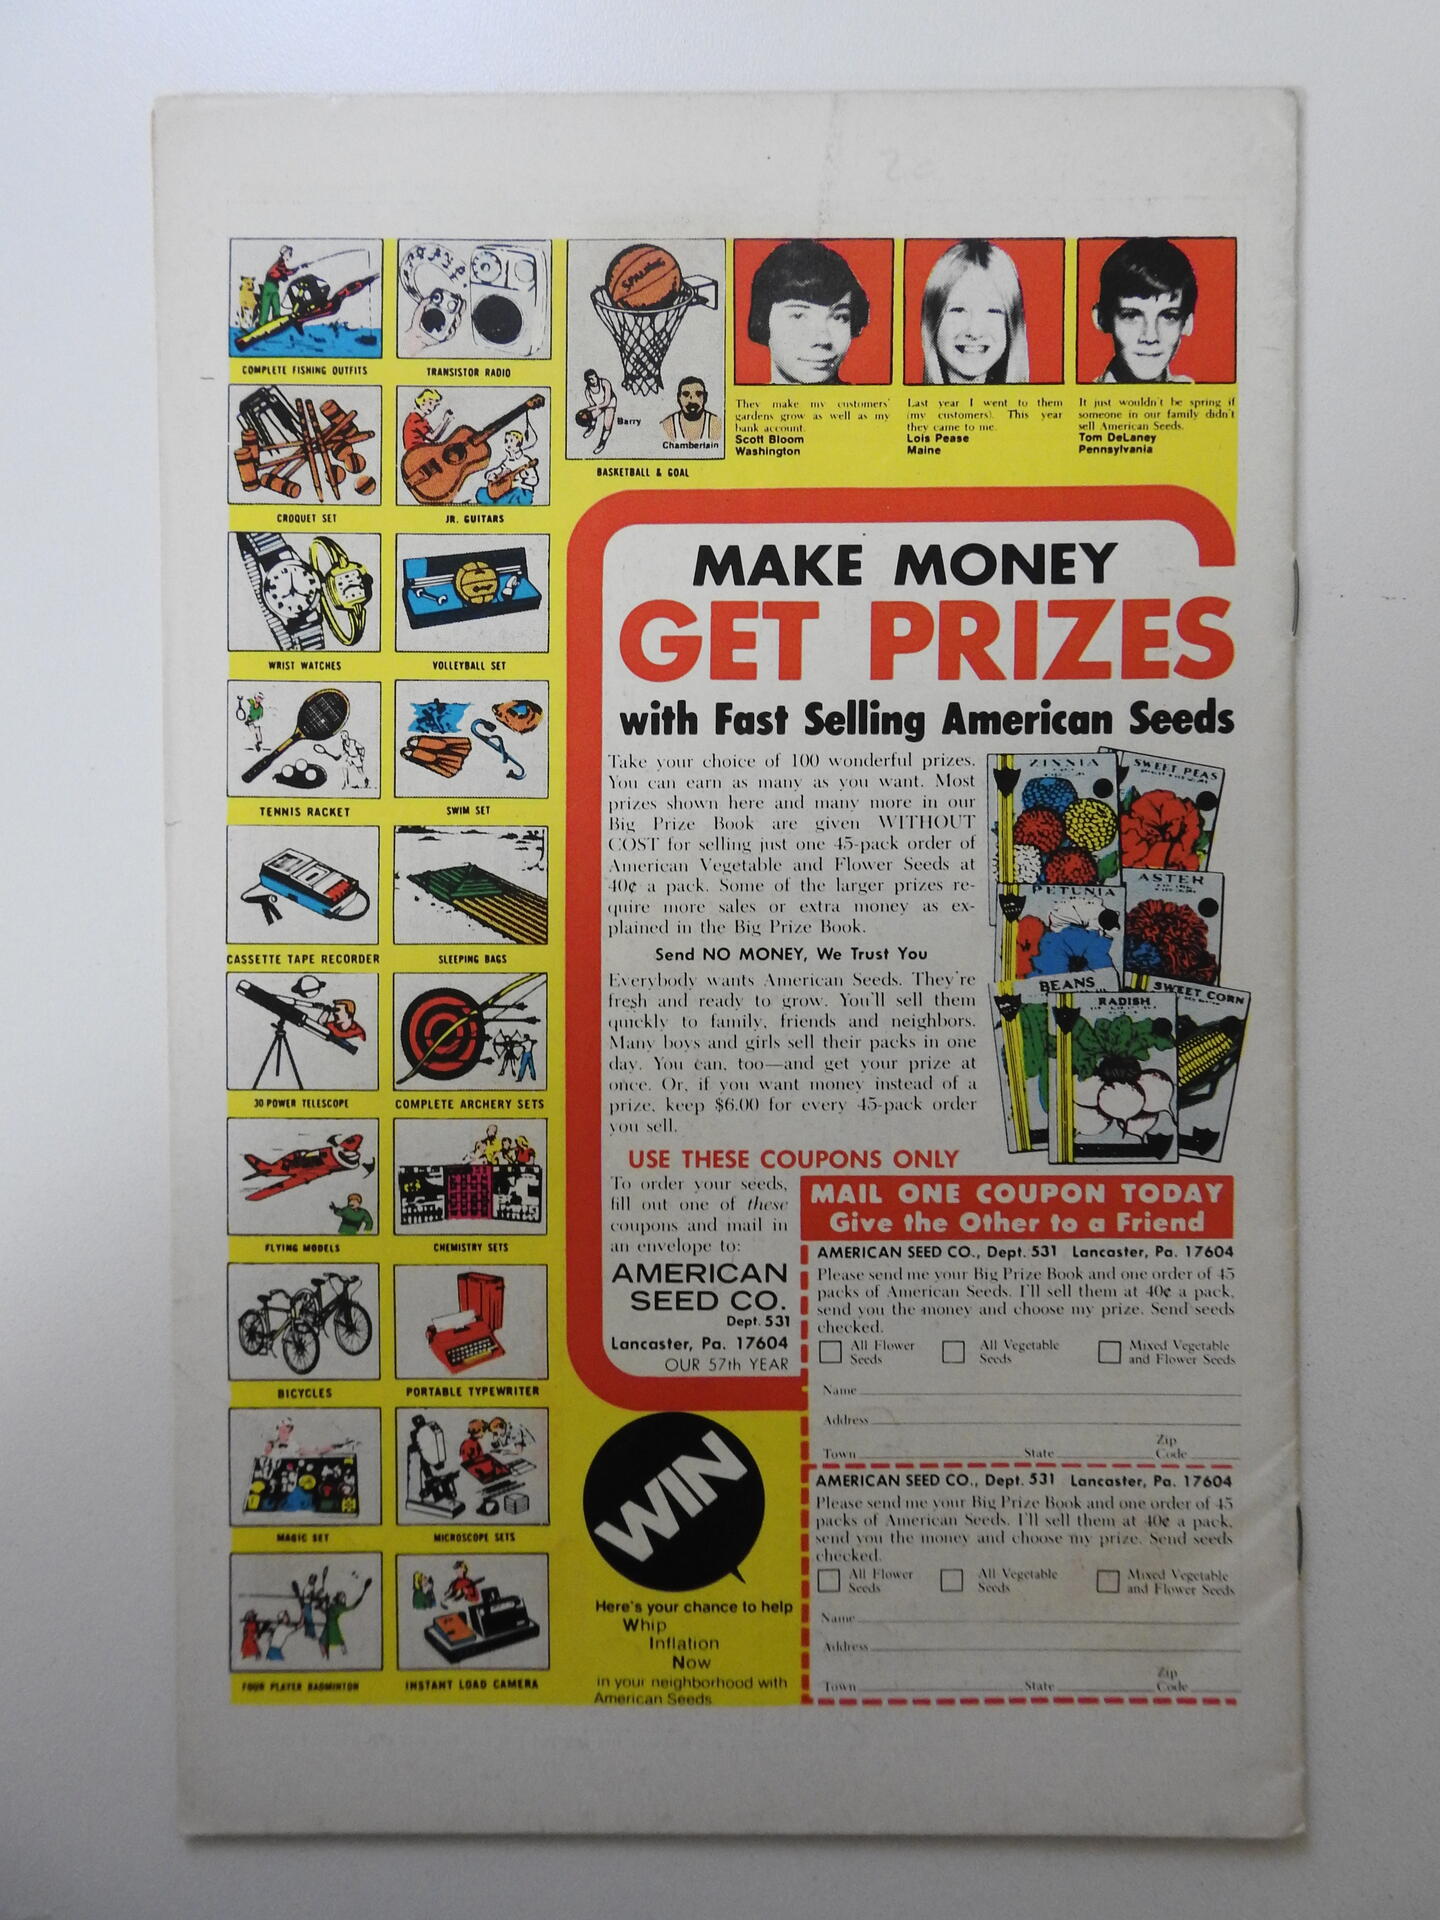 COMPLETE FISHING OUTFITS
TRANSISTOR RADIO
CROQUET SET
JR. GUITARS
WRIST WATCHES
VOLLEYBALL SET
TENNIS RACKET
SWIM SET
CASSETTE TAPE RECORDER
SLEEPING BAGS
30 POWER TELESCOPE
COMPLETE ARCHERY SETS
FLYING MODELS
CHEMISTRY SETS
BICYCLES
PORTABLE TYPEWRITER
MAGIC SET
MICROSCOPE SETS
FOUR PLAYER BADMINTON
INSTANT LOAD CAMERA
SPALDING
Barry
Chamberlain
BASKETBALL & GOAL
They make my customers'
gardens grow as well as my
bank account.
Scott Bloom
Washington
Last year I went to them
(my customers). This year
they came to me.
Lois Pease
Maine
It just wouldn't be spring if
someone in our family didn't
sell American Seeds.
Tom DeLaney
Pennsylvania
MAKE MONEY
GET PRIZES
with Fast Selling American Seeds
Take your choice of 100 wonderful prizes.
You can earn as many as you want. Most
prizes shown here and many more in our
Big Prize Book are given WITHOUT
COST for selling just one 45-pack order of
American Vegetable and Flower Seeds at
40¢ a pack. Some of the larger prizes re-
quire more sales or extra money as ex-
plained in the Big Prize Book.
Send NO MONEY, We Trust You
Everybody wants American Seeds. They're
fresh and ready to grow. You'll sell them
quickly to family, friends and neighbors.
Many boys and girls sell their packs in one
day. You can, too—and get your prize at
once. Or, if you want money instead of a
prize, keep $6.00 for every 45-pack order
you sell.
ZINNIA
SWEET PEAS
PETUNIA
ASTER
BEANS
RADISH
SWEET CORN
USE THESE COUPONS ONLY
To order your seeds,
fill out one of these
coupons and mail in
an envelope to:
AMERICAN
SEED CO.
Dept. 531
Lancaster, Pa. 17604
OUR 57th YEAR
MAIL ONE COUPON TODAY
Give the Other to a Friend
AMERICAN SEED CO., Dept. 531 Lancaster, Pa. 17604
Please send me your Big Prize Book and one order of 45
packs of American Seeds. I'll sell them at 40¢ a pack,
send you the money and choose my prize. Send seeds
checked.
All Flower
Seeds
All Vegetable
Seeds
Mixed Vegetable
and Flower Seeds
Name
Address
Town State Zip Code
AMERICAN SEED CO., Dept. 531 Lancaster, Pa. 17604
Please send me your Big Prize Book and one order of 45
packs of American Seeds. I'll sell them at 40¢ a pack,
send you the money and choose my prize. Send seeds
checked.
All Flower
Seeds
All Vegetable
Seeds
Mixed Vegetable
and Flower Seeds
Name
Address
Town State Zip Code
WIN
Here's your chance to help
Whip
Inflation
Now
in your neighborhood with
American Seeds